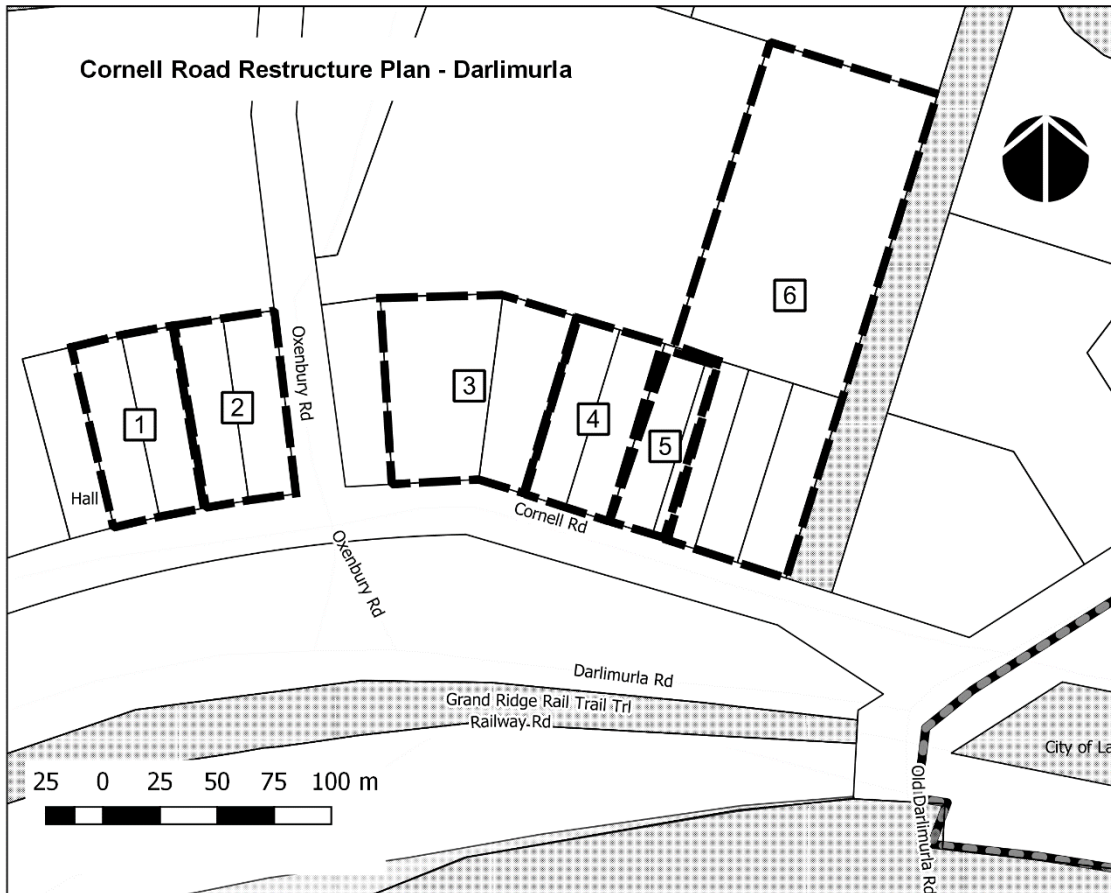 Cornell Road Restructure Plan - Darlimurla
6
Oxenbury Rd
3
1
2
4
5
Hall
Cornell Rd
Oxenbury Rd
Darlimurla Rd
Grand Ridge Rail Trail Trl
Railway Rd
City of La
Old Darlimurla Rd
25 0 25 50 75 100 m